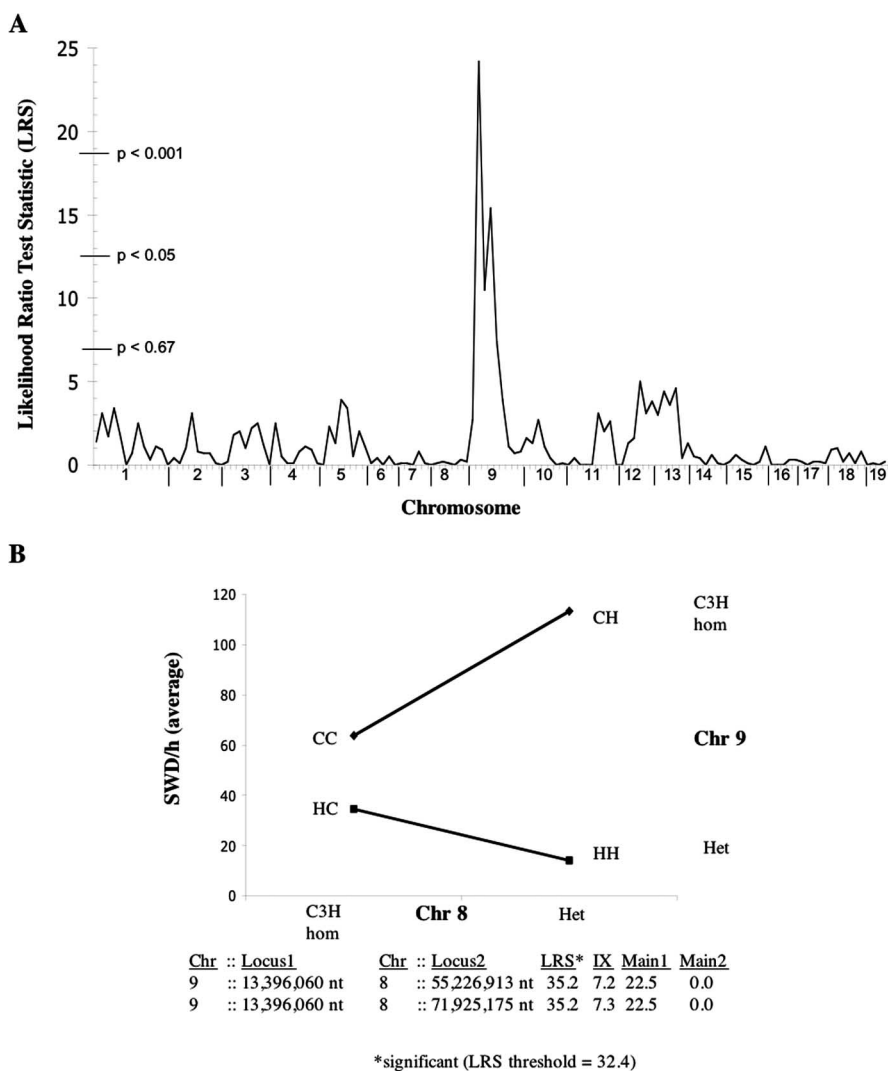 A
Likelihood Ratio Test Statistic (LRS)
25
20
15
10
5
0
p < 0.001
p < 0.05
p < 0.67
1 2 3 4 5 6 7 8 9 10 11 12 13 14 15 16 17 18 19
Chromosome
B
SWD/h (average)
120
100
80
60
40
20
0
CC
HC
CH
HH
C3H
hom
Chr 9
Het
C3H
hom
Chr 8
Het
Chr :: Locus1 Chr :: Locus2 LRS* IX Main1 Main2
9 :: 13,396,060 nt 8 :: 55,226,913 nt 35.2 7.2 22.5 0.0
9 :: 13,396,060 nt 8 :: 71,925,175 nt 35.2 7.3 22.5 0.0
*significant (LRS threshold = 32.4)